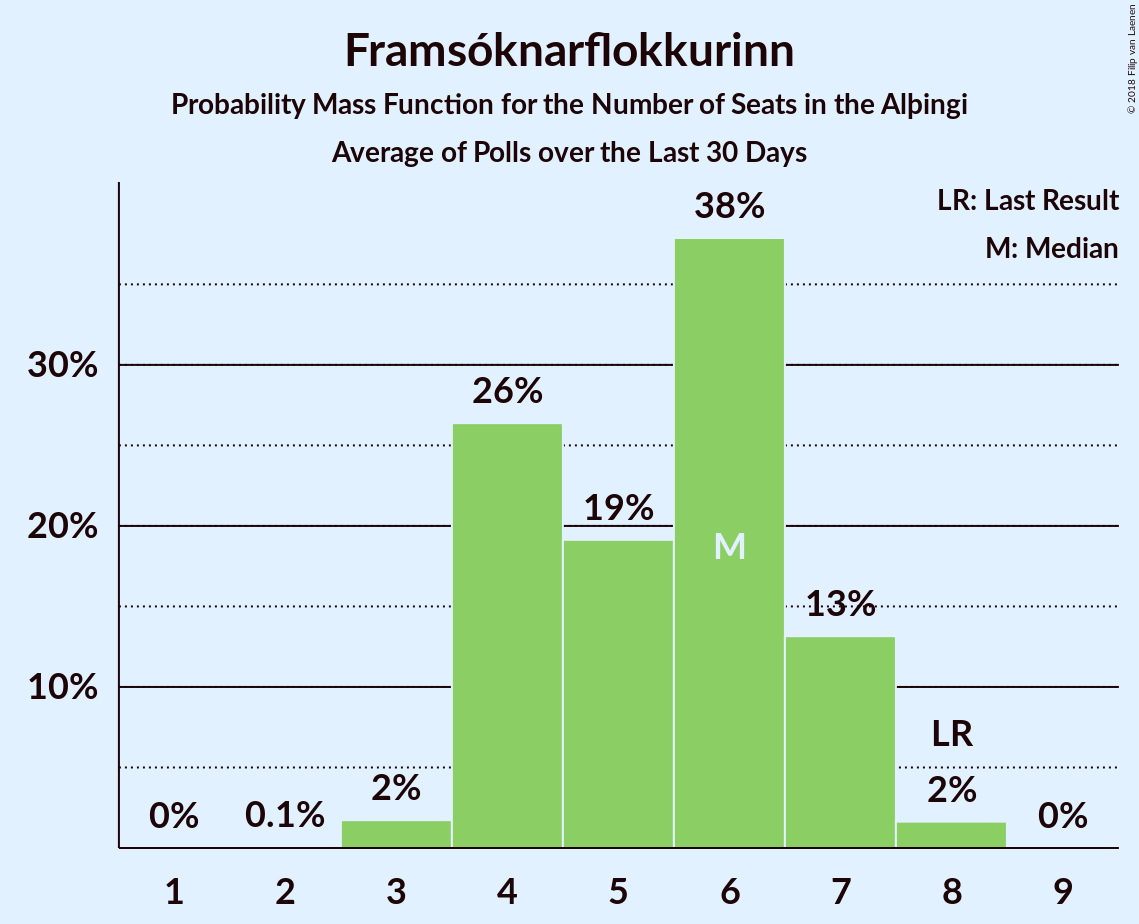 Framsóknarflokkurinn
Probability Mass Function for the Number of Seats in the Alþingi
Average of Polls over the Last 30 Days
© 2018 Filip van Laenen
LR: Last Result
M: Median
38%
30%
26%
20%
19%
M
13%
10%
LR
0%
0.1%
2%
2%
0%
1 2 3 4 5 6 7 8 9